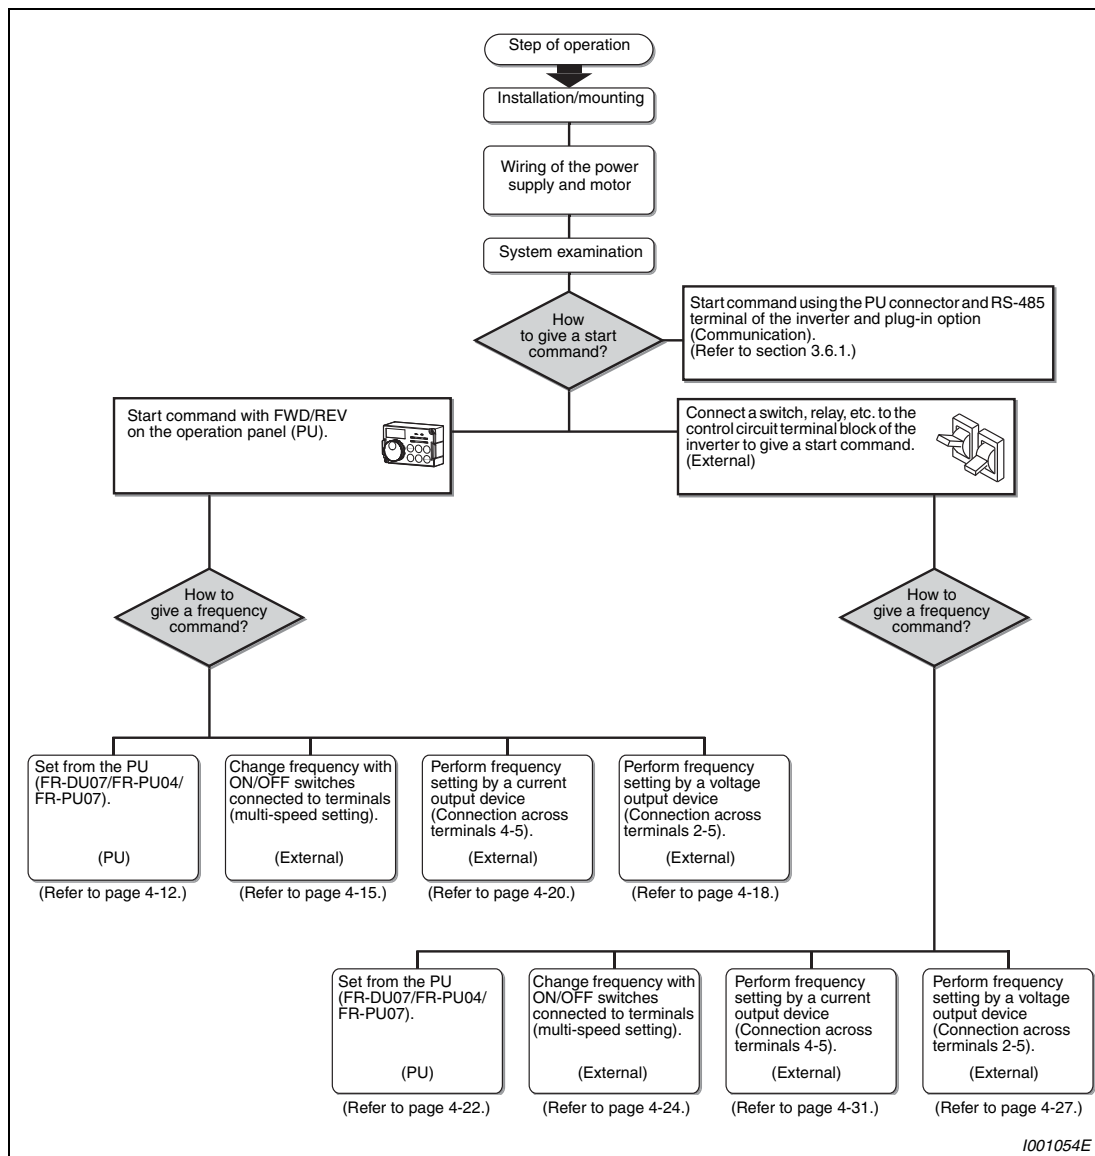 Step of operation
Installation/mounting
Wiring of the power
supply and motor
System examination
How
to give a start
command?
Start command using the PU connector and RS-485
terminal of the inverter and plug-in option
(Communication).
(Refer to section 3.6.1.)
Start command with FWD/REV
on the operation panel (PU).
Connect a switch, relay, etc. to the
control circuit terminal block of the
inverter to give a start command.
(External)
How to
give a frequency
command?
How to
give a frequency
command?
Set from the PU
(FR-DU07/FR-PU04/
FR-PU07).
(PU)
(Refer to page 4-12.)
Change frequency with
ON/OFF switches
connected to terminals
(multi-speed setting).
(External)
(Refer to page 4-15.)
Perform frequency
setting by a current
output device
(Connection across
terminals 4-5).
(External)
(Refer to page 4-20.)
Perform frequency
setting by a voltage
output device
(Connection across
terminals 2-5).
(External)
(Refer to page 4-18.)
Set from the PU
(FR-DU07/FR-PU04/
FR-PU07).
(PU)
(Refer to page 4-22.)
Change frequency with
ON/OFF switches
connected to terminals
(multi-speed setting).
(External)
(Refer to page 4-24.)
Perform frequency
setting by a current
output device
(Connection across
terminals 4-5).
(External)
(Refer to page 4-31.)
Perform frequency
setting by a voltage
output device
(Connection across
terminals 2-5).
(External)
(Refer to page 4-27.)
I001054E